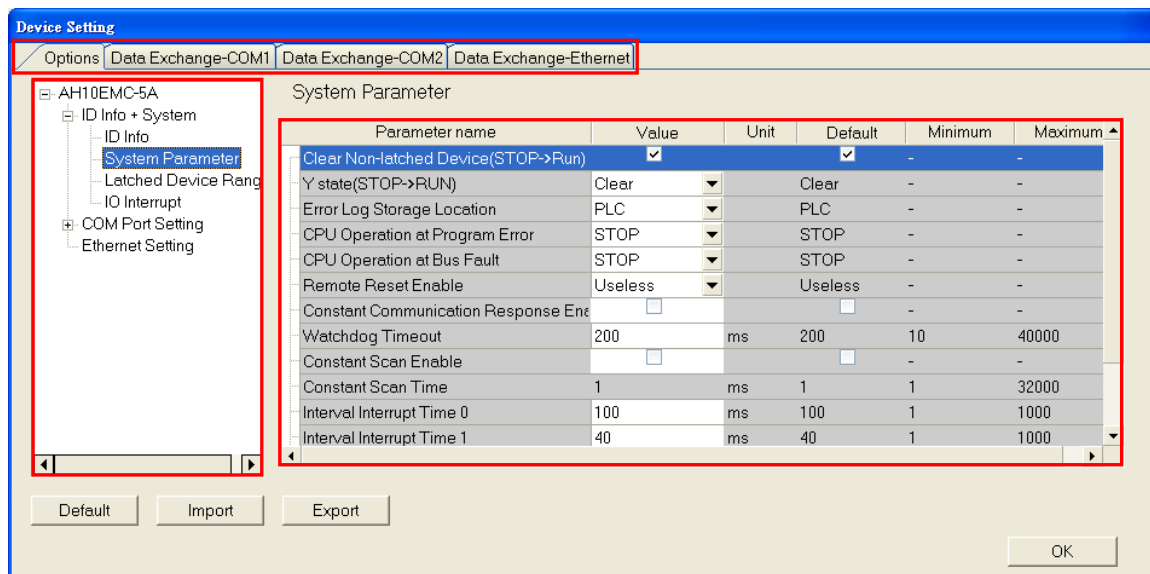 Device Setting
Options Data Exchange-COM1 Data Exchange-COM2 Data Exchange-Ethernet
AH10EMC-5A
ID Info + System
ID Info
System Parameter
Latched Device Rang
IO Interrupt
COM Port Setting
Ethernet Setting
System Parameter
Parameter name Value Unit Default Minimum Maximum
Clear Non-latched Device(STOP->Run) - -
Y state(STOP->RUN) Clear Clear - -
Error Log Storage Location PLC PLC - -
CPU Operation at Program Error STOP STOP - -
CPU Operation at Bus Fault STOP STOP - -
Remote Reset Enable Useless Useless - -
Constant Communication Response Ena - -
Watchdog Timeout 200 ms 200 10 40000
Constant Scan Enable - -
Constant Scan Time 1 ms 1 1 32000
Interval Interrupt Time 0 100 ms 100 1 1000
Interval Interrupt Time 1 40 ms 40 1 1000
Default Import Export
OK